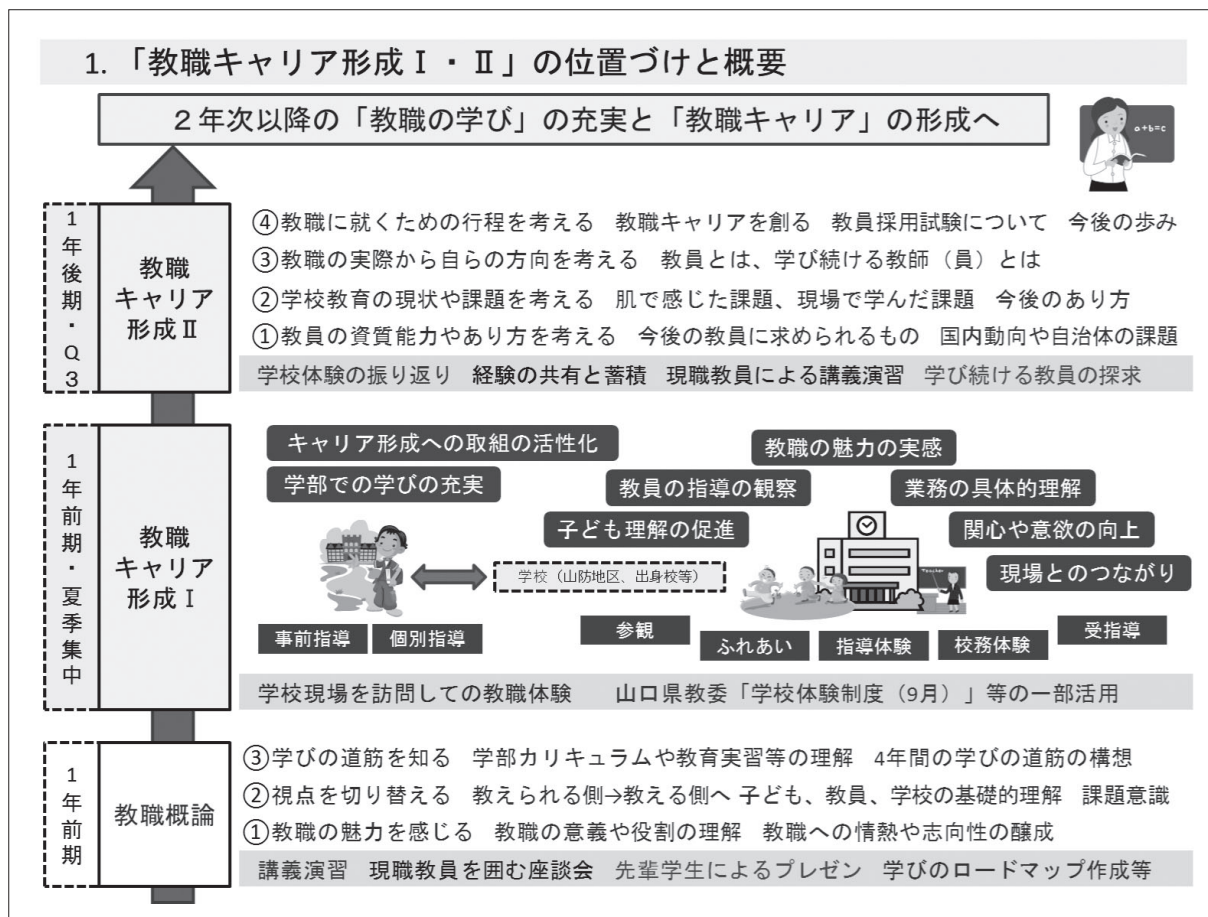 1. 「教職キャリア形成Ⅰ・Ⅱ」の位置づけと概要
2年次以降の「教職の学び」の充実と「教職キャリア」の形成へ
a+b=c
1年後期・Q3
教職
キャリア
形成Ⅱ
④教職に就くための行程を考える 教職キャリアを創る 教員採用試験について 今後の歩み
③教職の実際から自らの方向を考える 教員とは、学び続ける教師（員）とは
②学校教育の現状や課題を考える 肌で感じた課題、現場で学んだ課題 今後のあり方
①教員の資質能力やあり方を考える 今後の教員に求められるもの 国内動向や自治体の課題
学校体験の振り返り 経験の共有と蓄積 現職教員による講義演習 学び続ける教員の探求
1年前期・夏季集中
教職
キャリア
形成Ⅰ
キャリア形成への取組の活性化
教職の魅力の実感
学部での学びの充実
教員の指導の観察
業務の具体的理解
子ども理解の促進
関心や意欲の向上
学校（山防地区、出身校等）
現場とのつながり
Teacher
事前指導
個別指導
参観
ふれあい
指導体験
校務体験
受指導
学校現場を訪問しての教職体験 山口県教委「学校体験制度（9月）」等の一部活用
1年前期
教職概論
③学びの道筋を知る 学部カリキュラムや教育実習等の理解 4年間の学びの道筋の構想
②視点を切り替える 教えられる側→教える側へ 子ども、教員、学校の基礎的理解 課題意識
①教職の魅力を感じる 教職の意義や役割の理解 教職への情熱や志向性の醸成
講義演習 現職教員を囲む座談会 先輩学生によるプレゼン 学びのロードマップ作成等